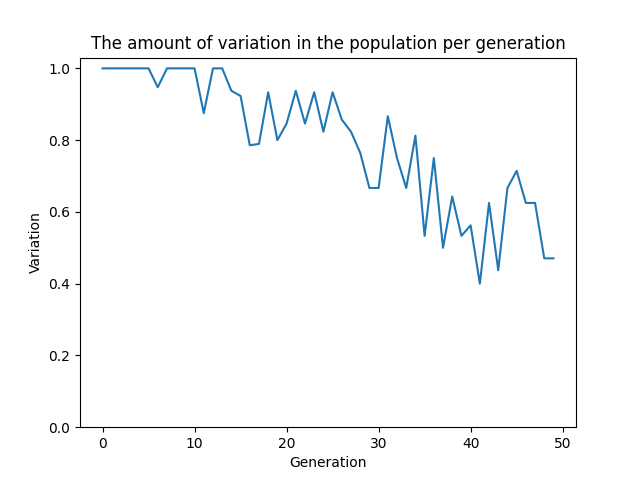 The amount of variation in the population per generation
1.0
0.8
0.6
0.4
0.2
0.0
Variation
0 10 20 30 40 50
Generation